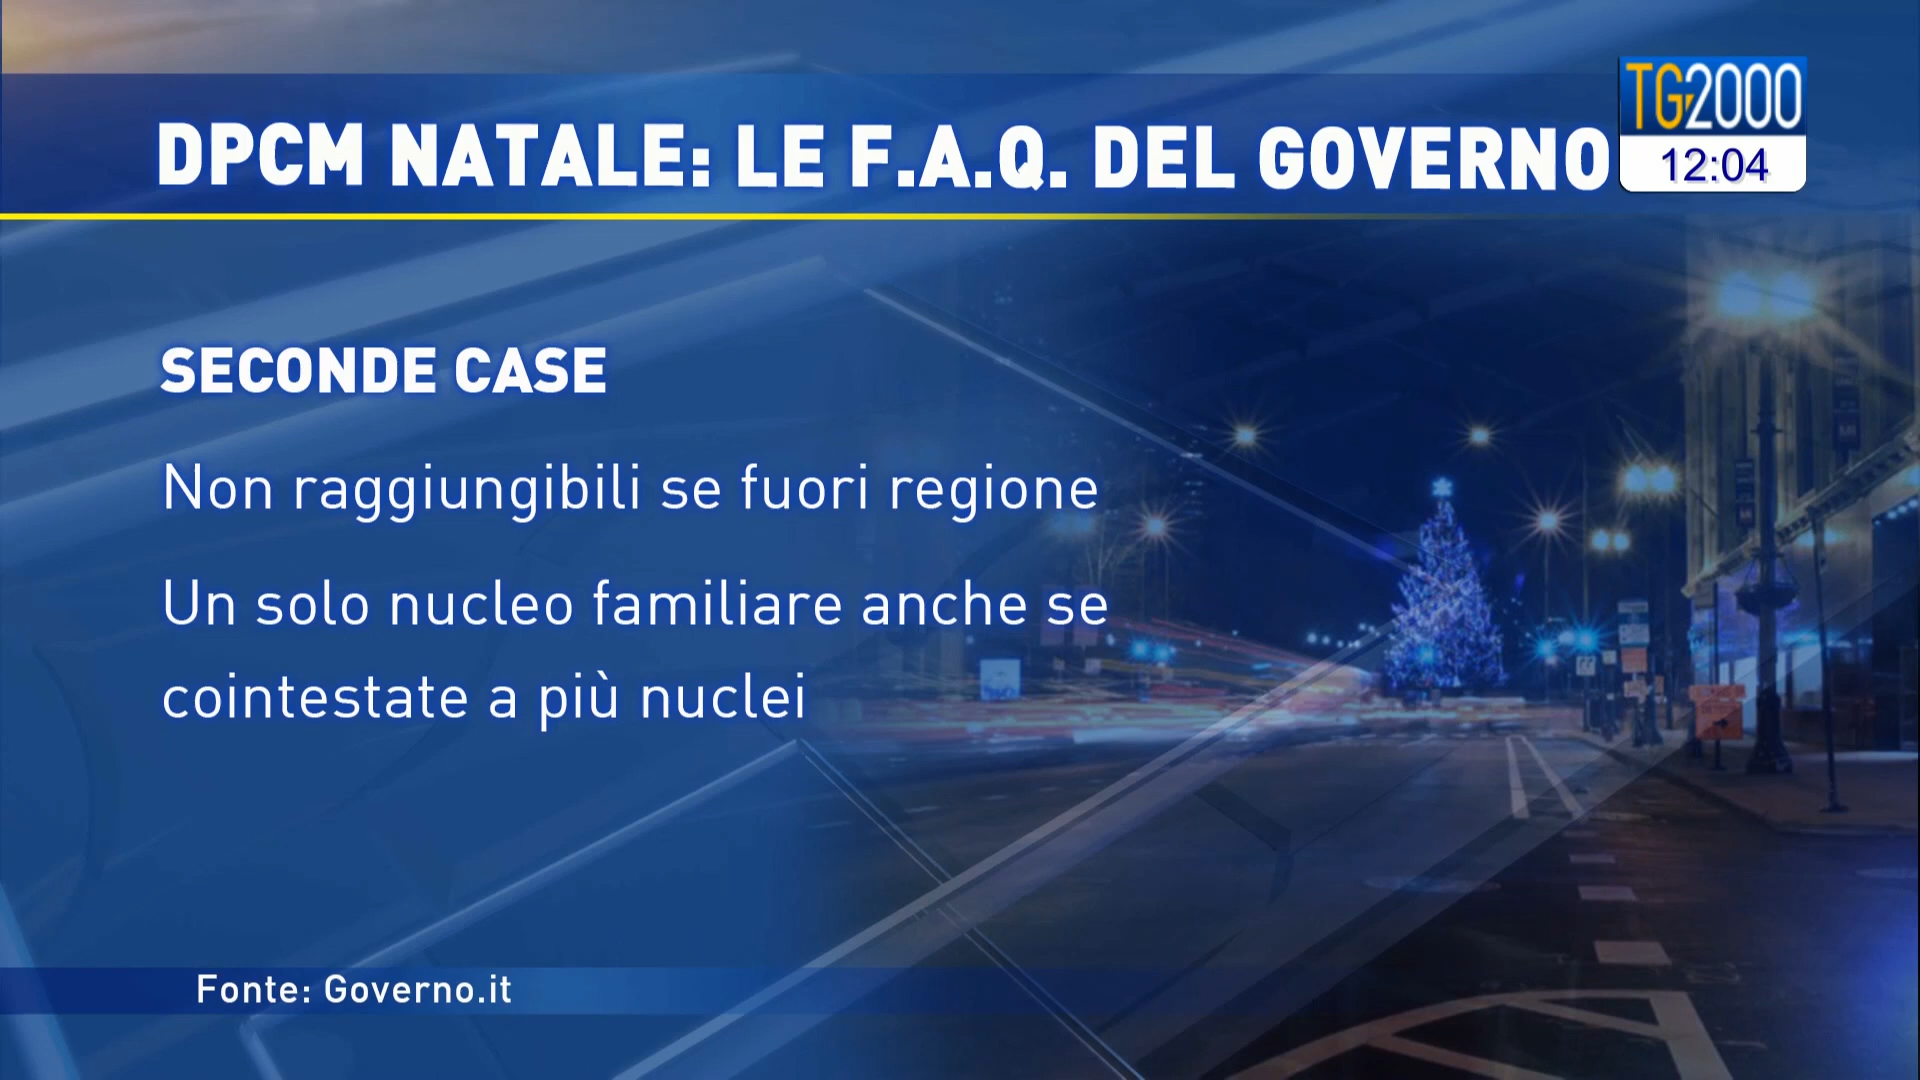 DPCM NATALE: LE F.A.Q. DEL GOVERNO
TG2000
12:04
SECONDE CASE
Non raggiungibili se fuori regione
Un solo nucleo familiare anche se
cointestate a più nuclei
Fonte: Governo.it